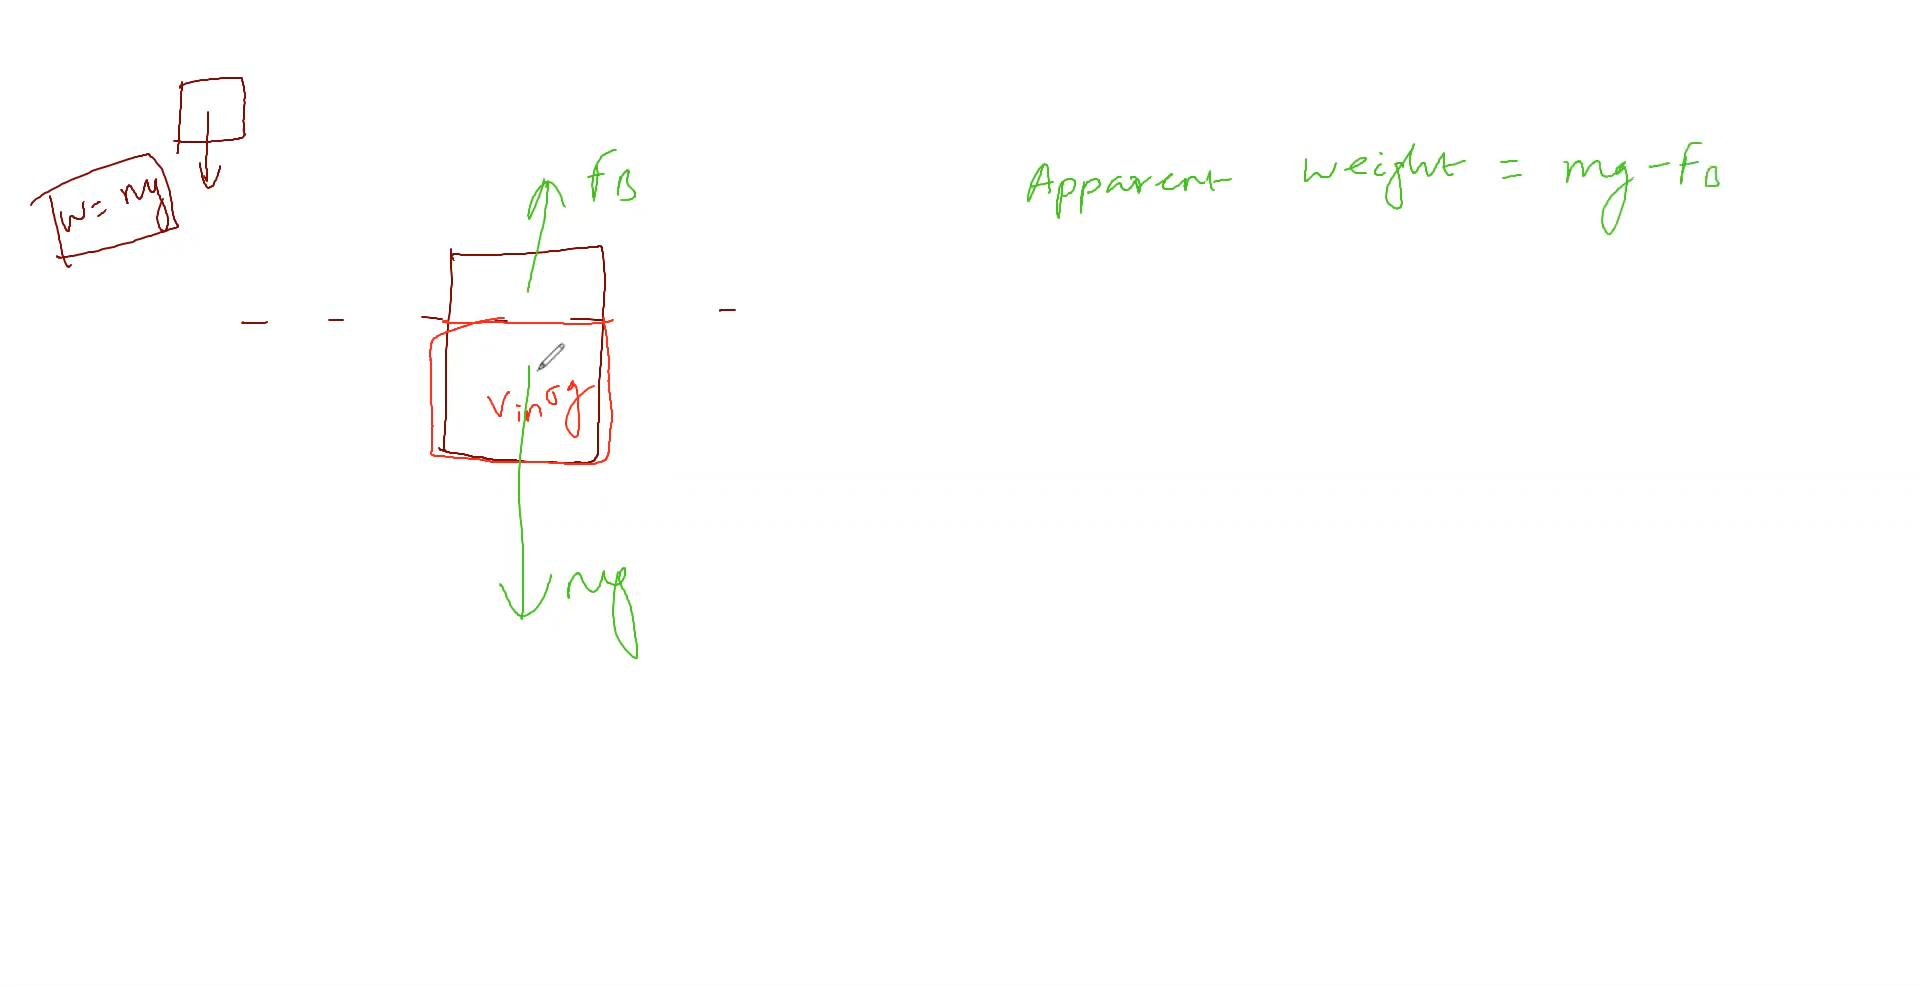 W = mg
FB
Apparent weight = mg - FB
Vinσg
mg